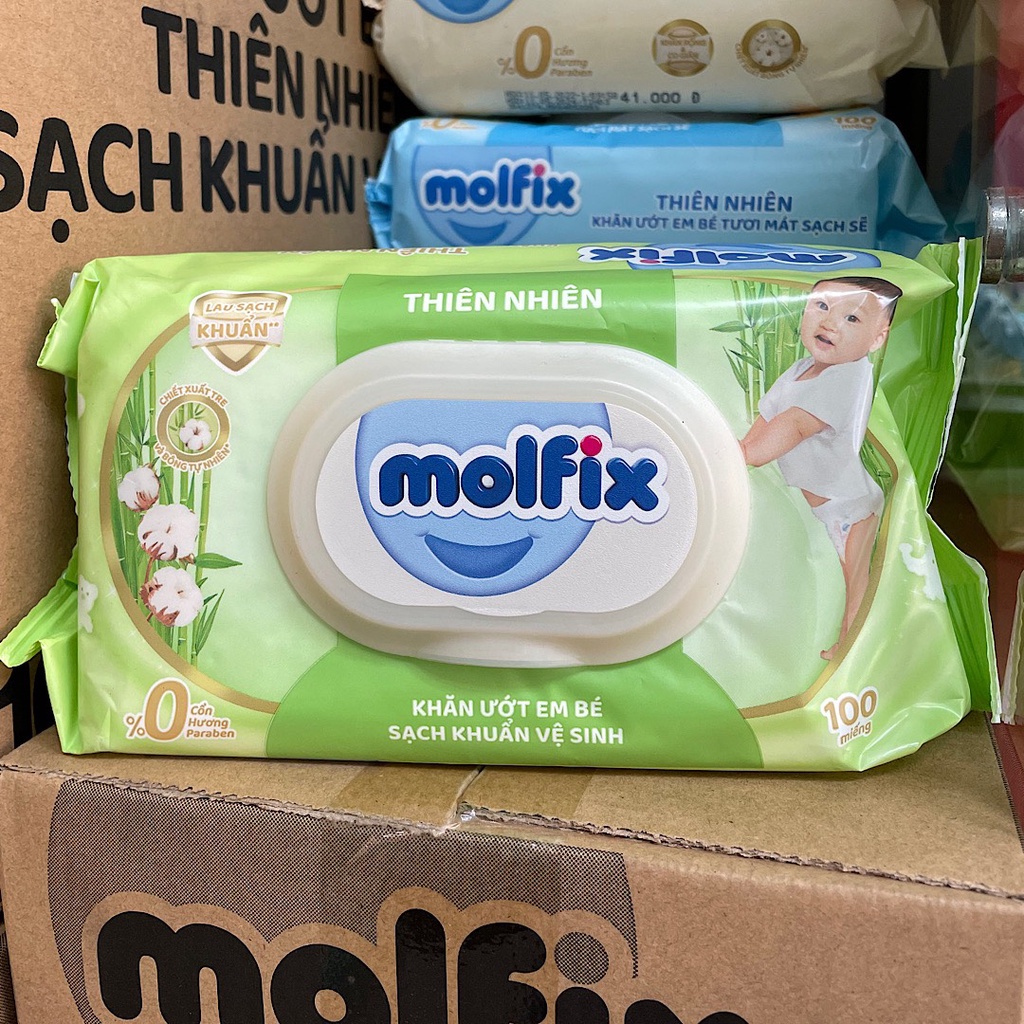 THIÊN NHIÊ
SẠCH KHUẨN
%0 Cồn
Hương
Paraben
41.000 Đ
100
miếng
molfix
THIÊN NHIÊN
KHĂN ƯỚT EM BÉ TƯƠI MÁT SẠCH SẼ
molfix
THIÊN NHIÊN
LAU SẠCH
KHUẨN**
CHIẾT XUẤT TRE
VÀ BÔNG TỰ NHIÊN*
molfix
%0 Cồn
Hương
Paraben
KHĂN ƯỚT EM BÉ
SẠCH KHUẨN VỆ SINH
100
miếng
molfix